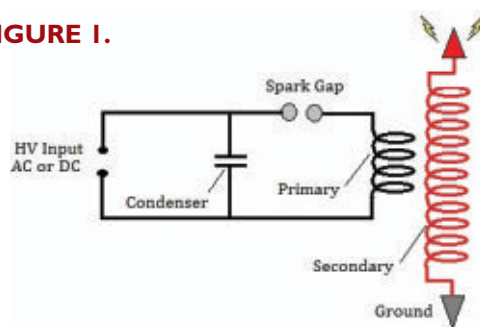 IGURE 1.
Spark Gap
HV Input
AC or DC
Condenser
Primary
Secondary
Ground